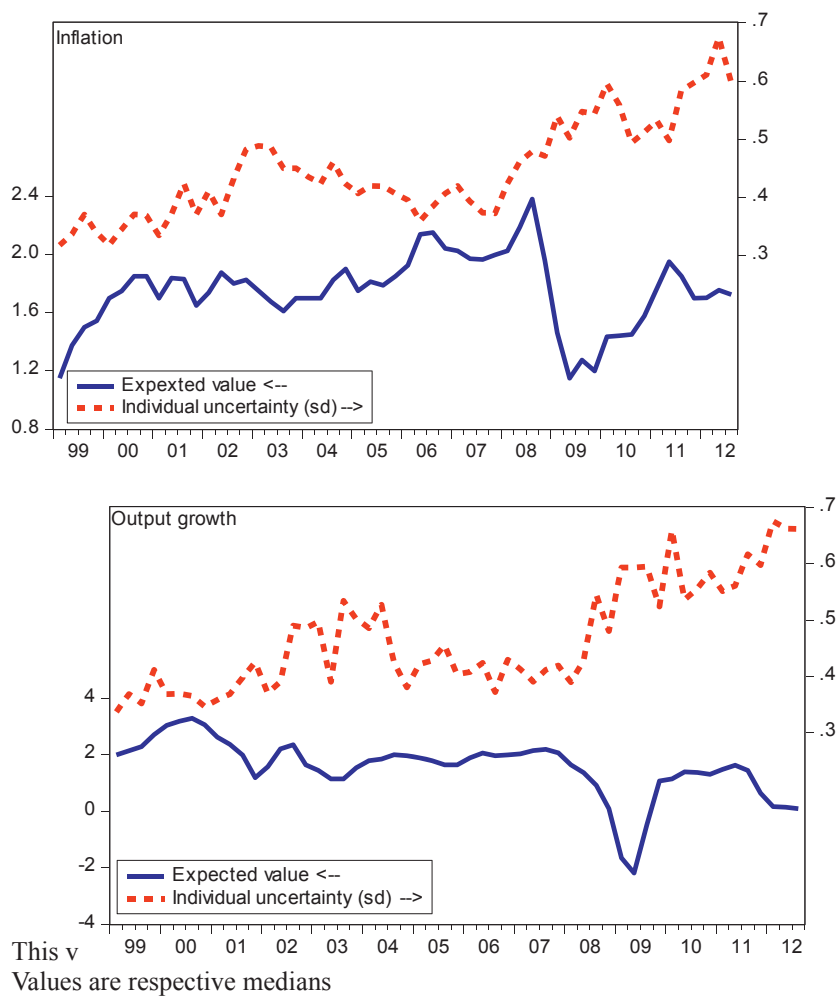 Inflation
.7
.6
.5
.4
.3
2.4
2.0
1.6
1.2
0.8
Expexted value <--
Individual uncertainty (sd) -->
99 00 01 02 03 04 05 06 07 08 09 10 11 12
Output growth
.7
.6
.5
.4
.3
4
2
0
-2
-4
Expected value <--
Individual uncertainty (sd) -->
99 00 01 02 03 04 05 06 07 08 09 10 11 12
This v
Values are respective medians